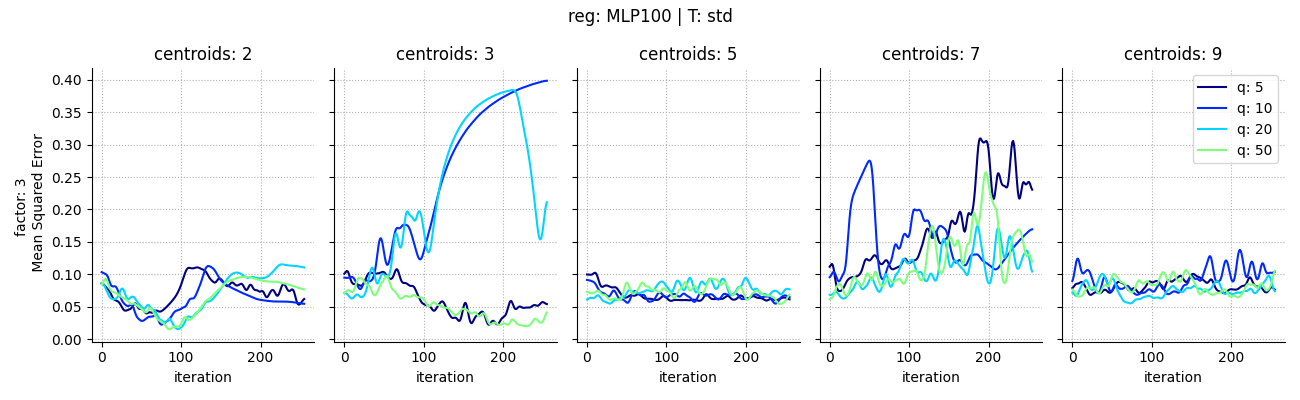 reg: MLP100 | T: std
centroids: 2
centroids: 3
centroids: 5
centroids: 7
centroids: 9
factor: 3
Mean Squared Error
0.40
0.35
0.30
0.25
0.20
0.15
0.10
0.05
0.00
q: 5
q: 10
q: 20
q: 50
0 100 200
0 100 200
0 100 200
0 100 200
0 100 200
iteration
iteration
iteration
iteration
iteration